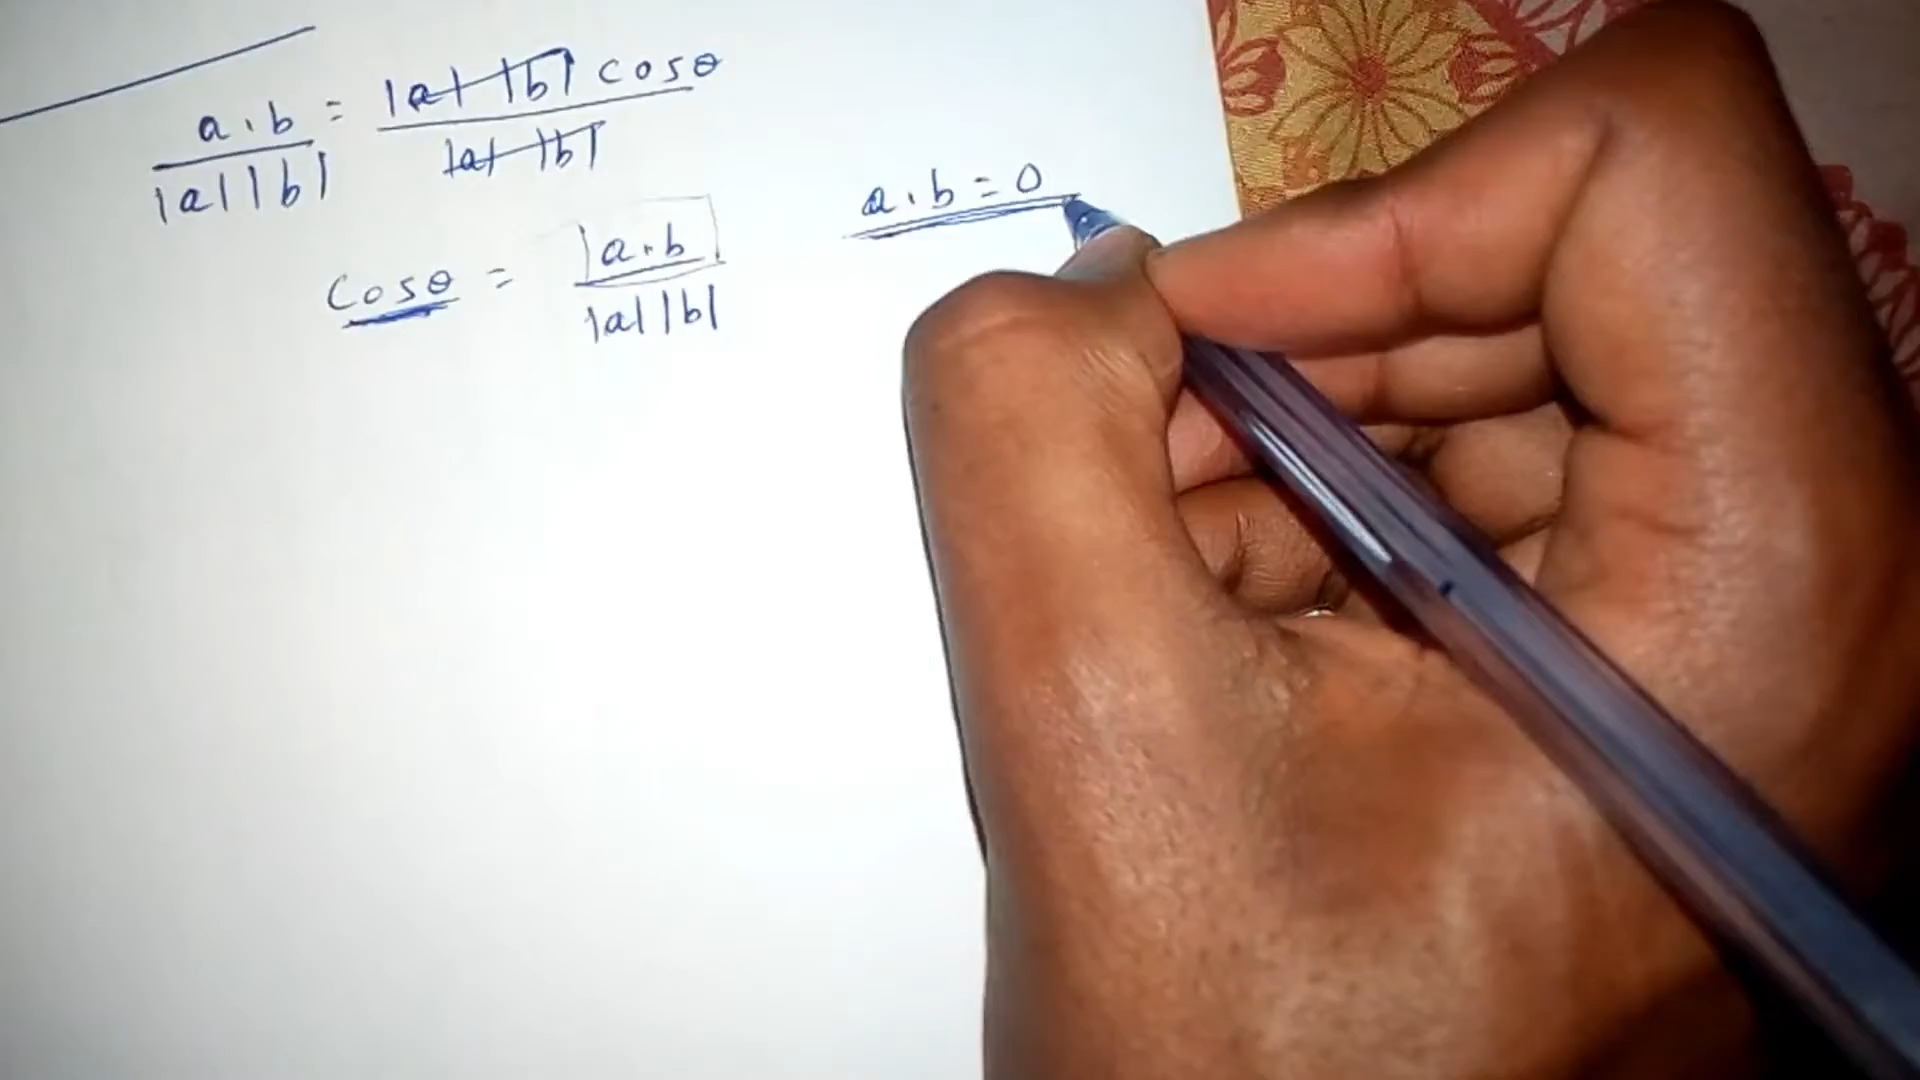 a.b / |a||b| = |a||b| cosθ / |a||b|
cosθ = |a.b| / |a||b|
a.b = 0